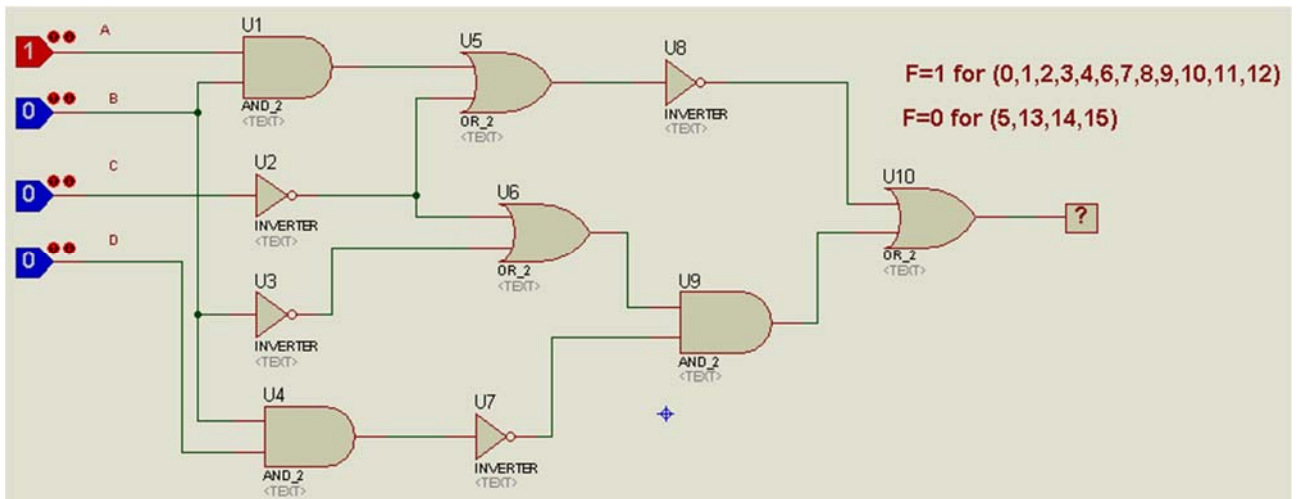 U1
A
1
U5
U8
F=1 for (0,1,2,3,4,6,7,8,9,10,11,12)
B
0
AND_2
<TEXT>
OR_2
<TEXT>
INVERTER
<TEXT>
F=0 for (5,13,14,15)
C
0
U2
INVERTER
<TEXT>
U6
OR_2
<TEXT>
U10
OR_2
<TEXT>
?
D
0
U3
INVERTER
<TEXT>
U9
AND_2
<TEXT>
U4
AND_2
<TEXT>
U7
INVERTER
<TEXT>